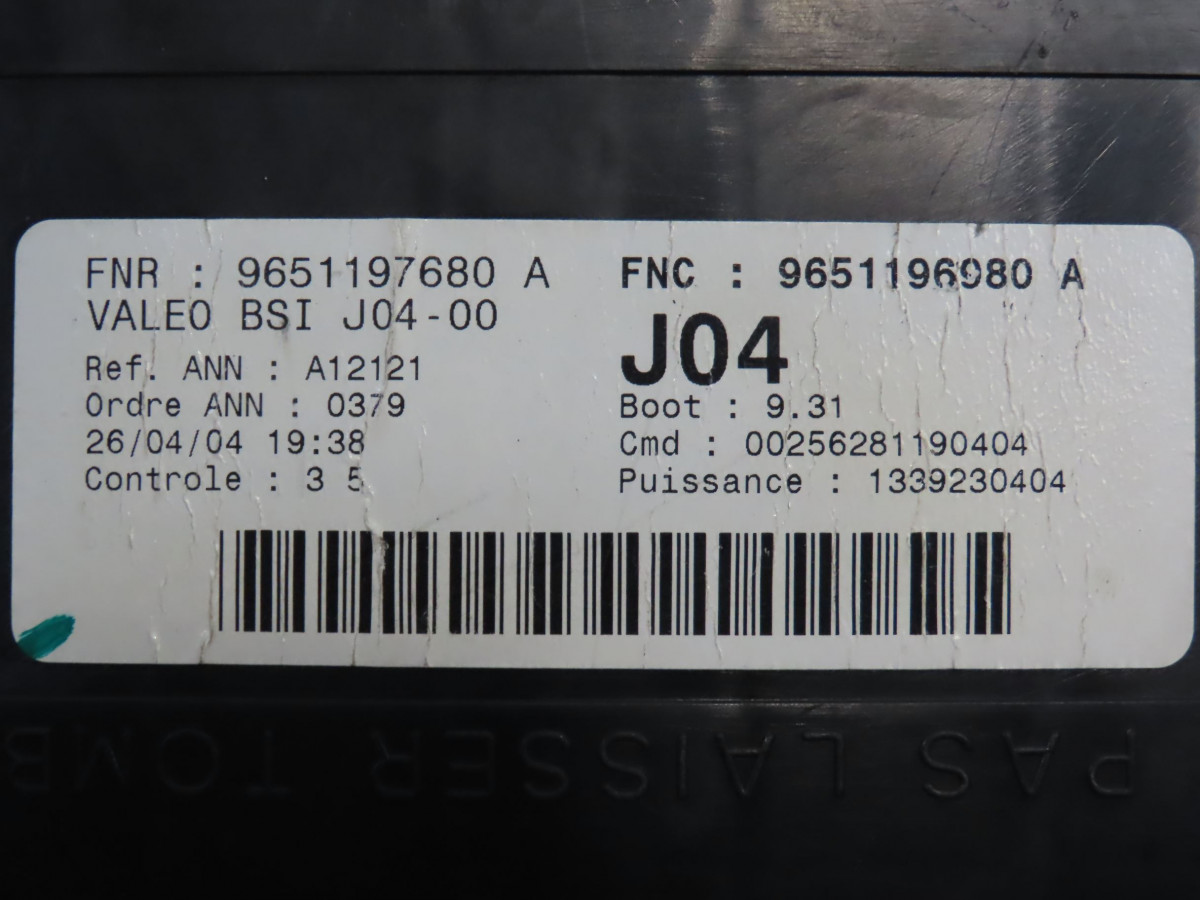 FNR : 9651197680 A
VALEO BSI J04-00
Ref. ANN : A12121
Ordre ANN : 0379
26/04/04 19:38
Controle : 3 5
FNC : 9651196980 A
J04
Boot : 9.31
Cmd : 00256281190404
Puissance : 1339230404
PAS LAISSER TOMB